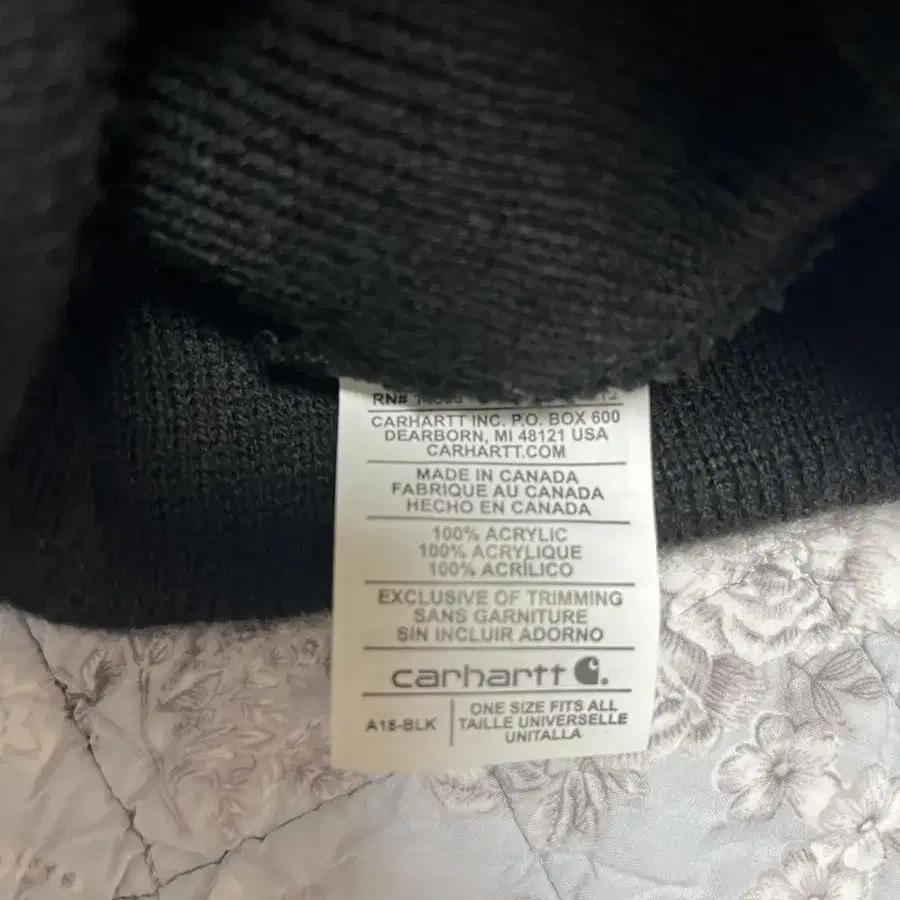 RN#
CARHARTT INC. P.O. BOX 600
DEARBORN, MI 48121 USA
CARHARTT.COM
MADE IN CANADA
FABRIQUE AU CANADA
HECHO EN CANADA
100% ACRYLIC
100% ACRYLIQUE
100% ACRÍLICO
EXCLUSIVE OF TRIMMING
SANS GARNITURE
SIN INCLUIR ADORNO
carhartt
A18-BLK
ONE SIZE FITS ALL
TAILLE UNIVERSELLE
UNITALLA